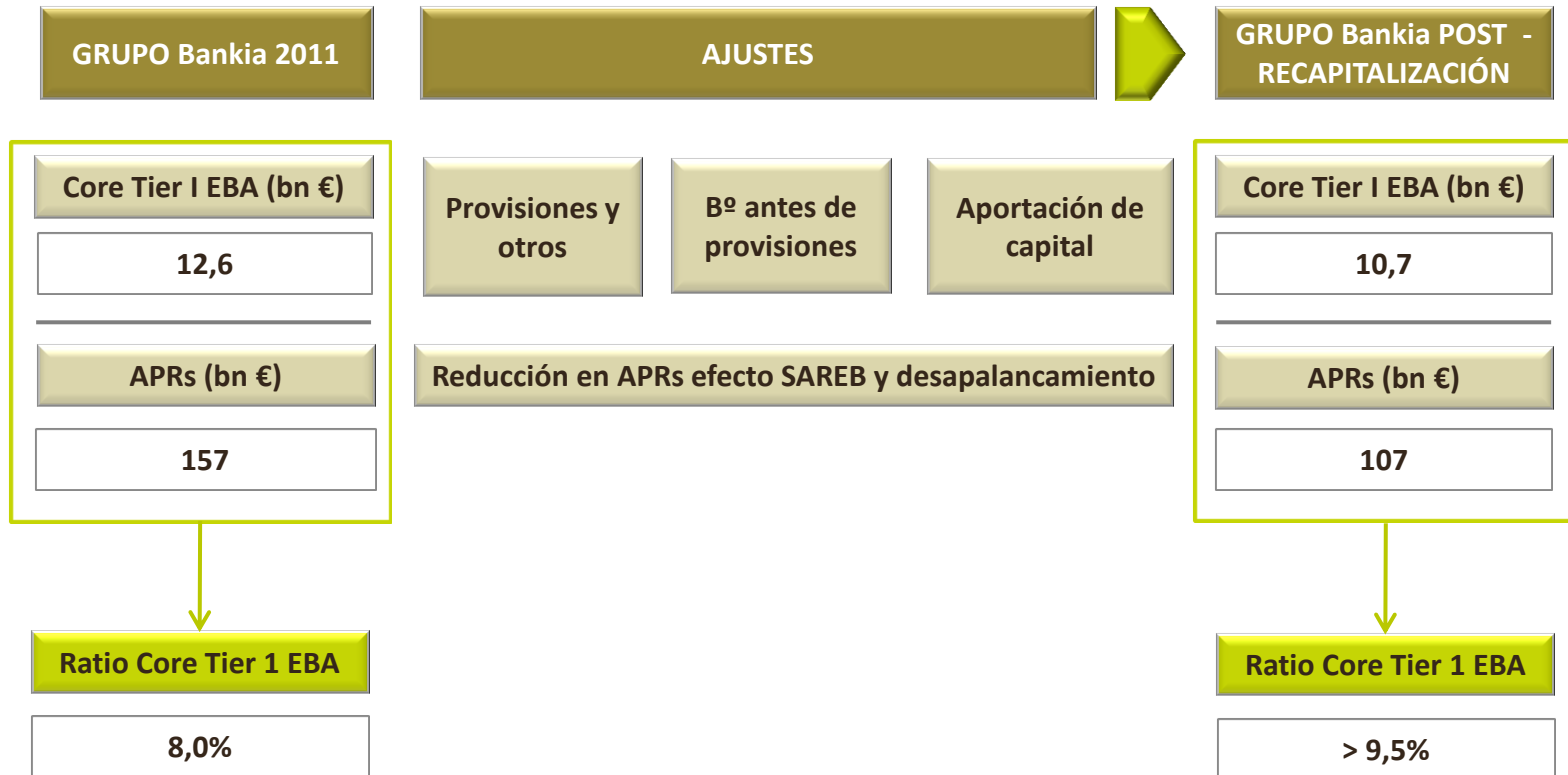 GRUPO Bankia 2011
AJUSTES
GRUPO Bankia POST -
RECAPITALIZACIÓN
Core Tier I EBA (bn €)
12,6
APRs (bn €)
157
Ratio Core Tier 1 EBA
8,0%
Provisiones y
otros
Bº antes de
provisiones
Aportación de
capital
Reducción en APRs efecto SAREB y desapalancamiento
Core Tier I EBA (bn €)
10,7
APRs (bn €)
107
Ratio Core Tier 1 EBA
> 9,5%